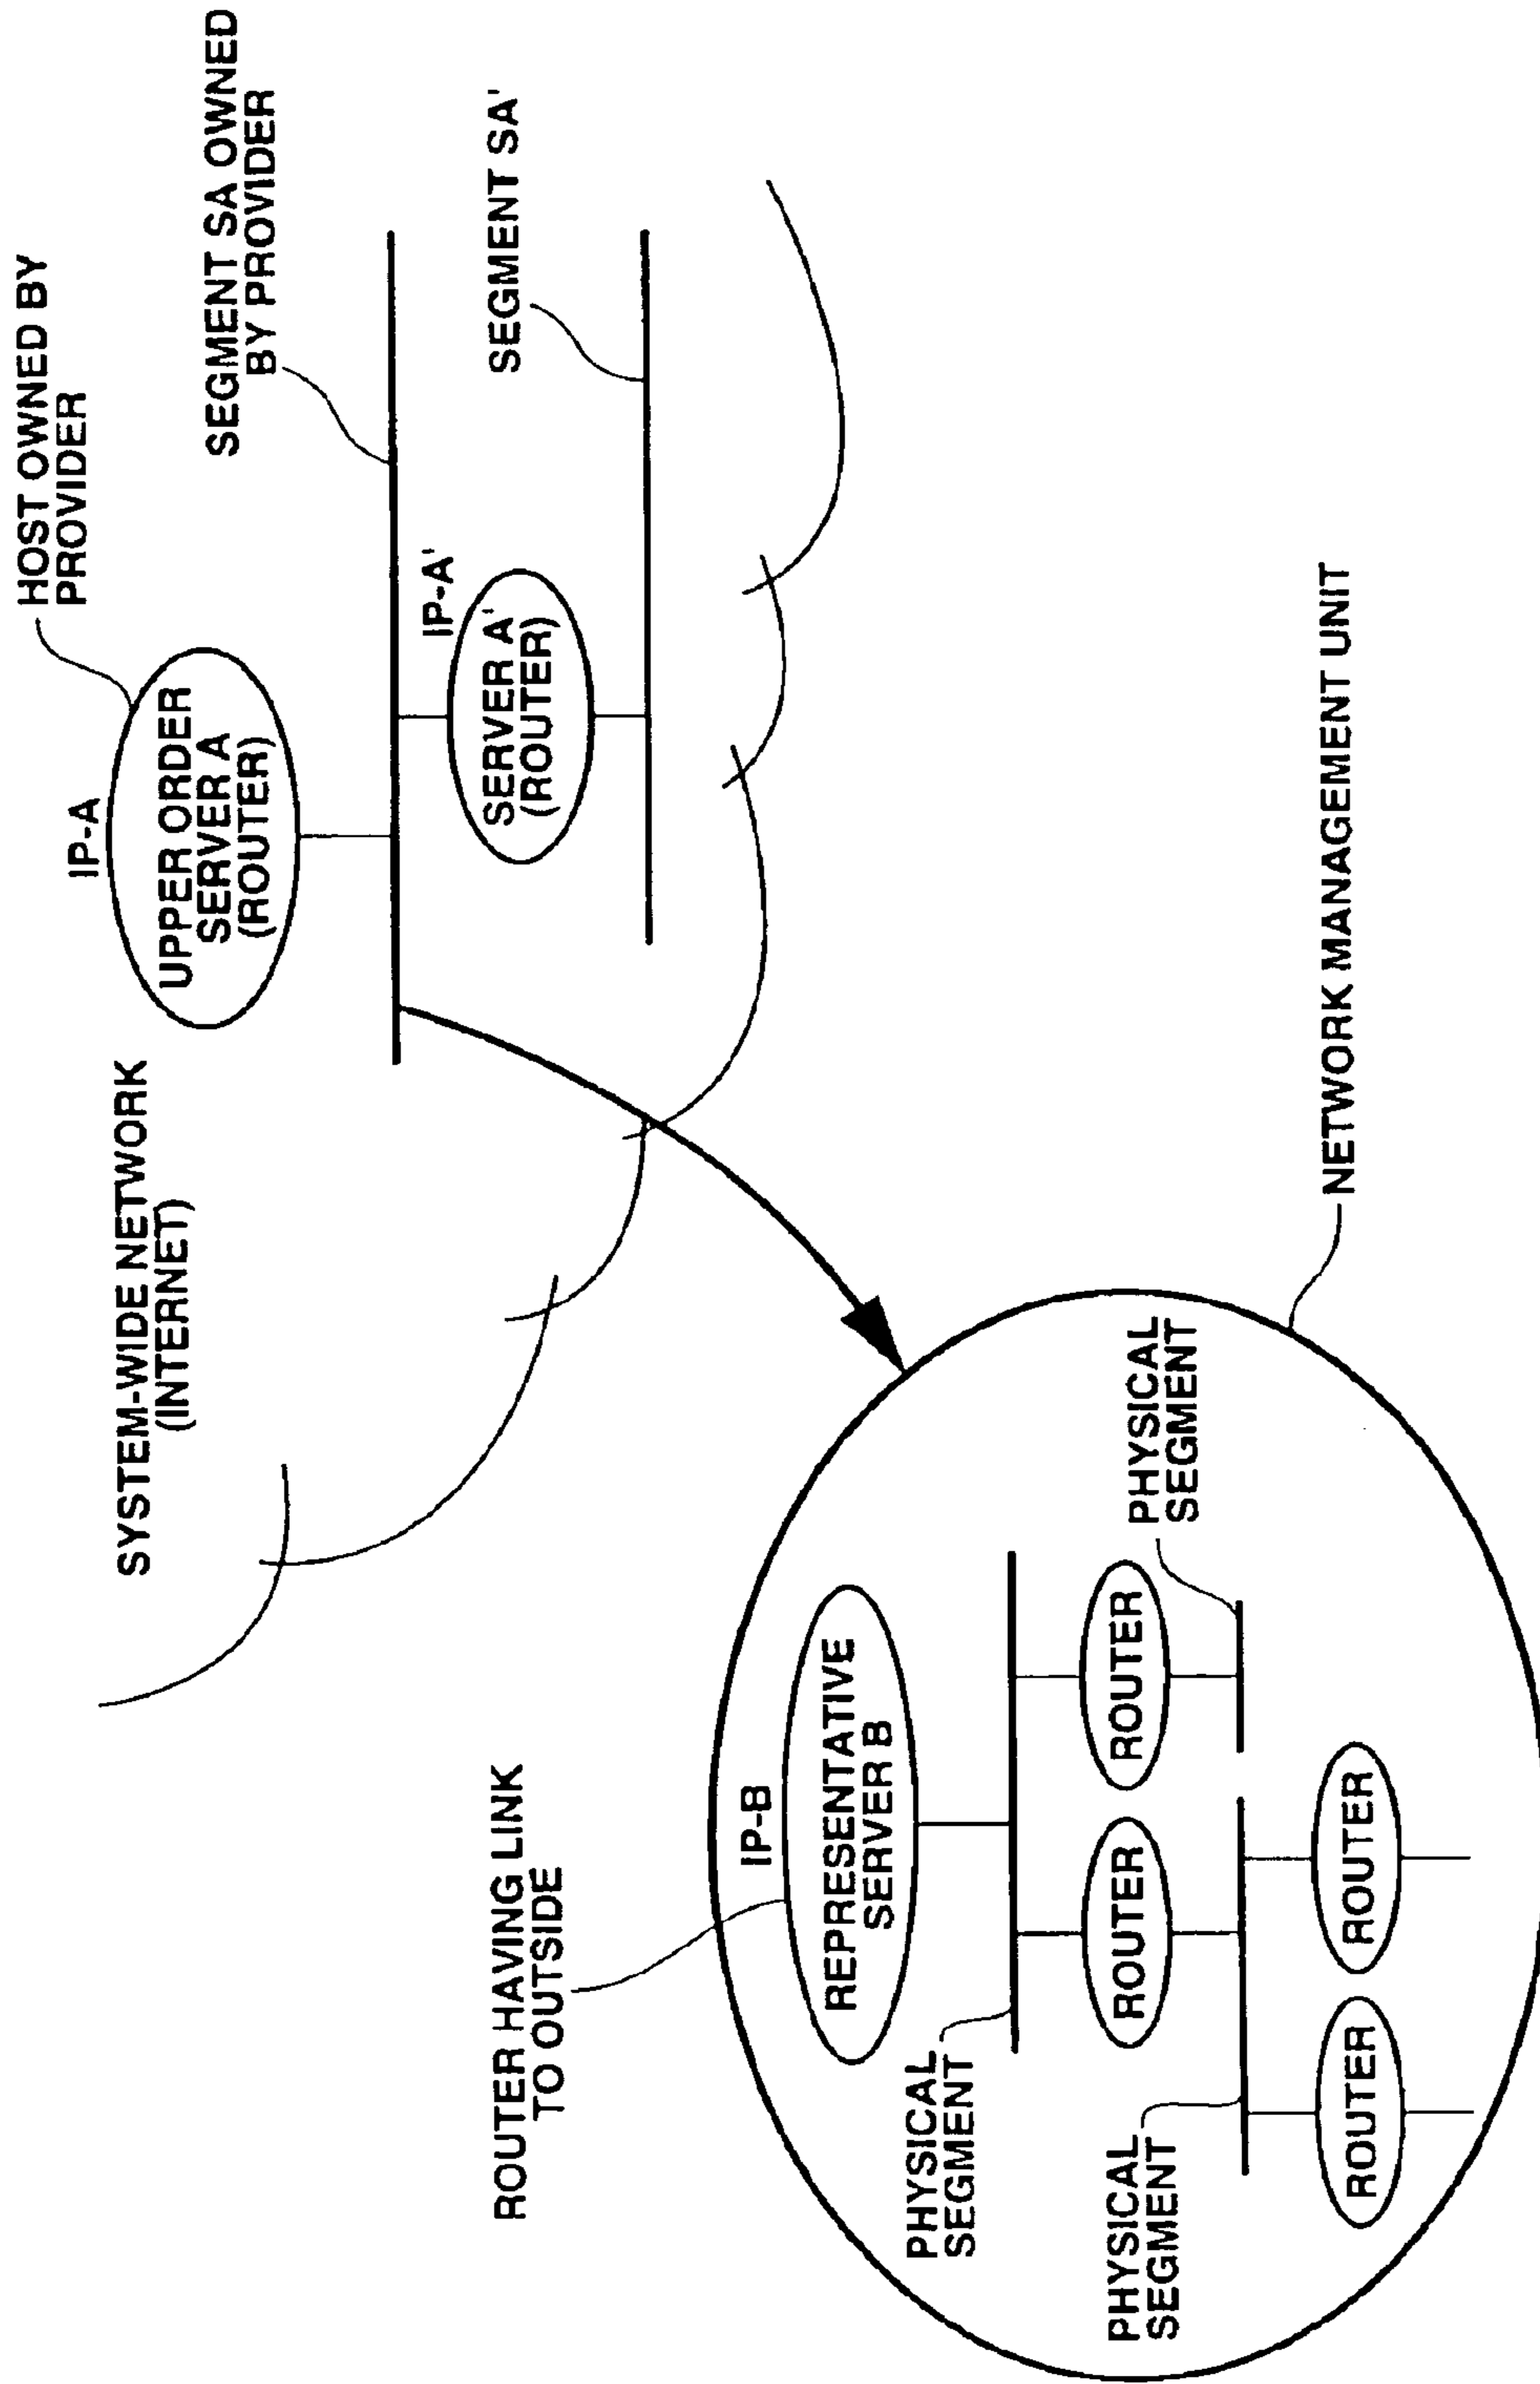 SYSTEM-WIDE NETWORK
(INTERNET)
HOST OWNED BY
PROVIDER
IP-A
UPPER ORDER
SERVER A
(ROUTER)
SEGMENT SA OWNED
BY PROVIDER
IP-A'
SERVER A'
(ROUTER)
SEGMENT SA'
ROUTER HAVING LINK
TO OUTSIDE
IP-B
REPRESENTATIVE
SERVER B
PHYSICAL
SEGMENT
ROUTER
ROUTER
PHYSICAL
SEGMENT
PHYSICAL
SEGMENT
ROUTER
ROUTER
NETWORK MANAGEMENT UNIT